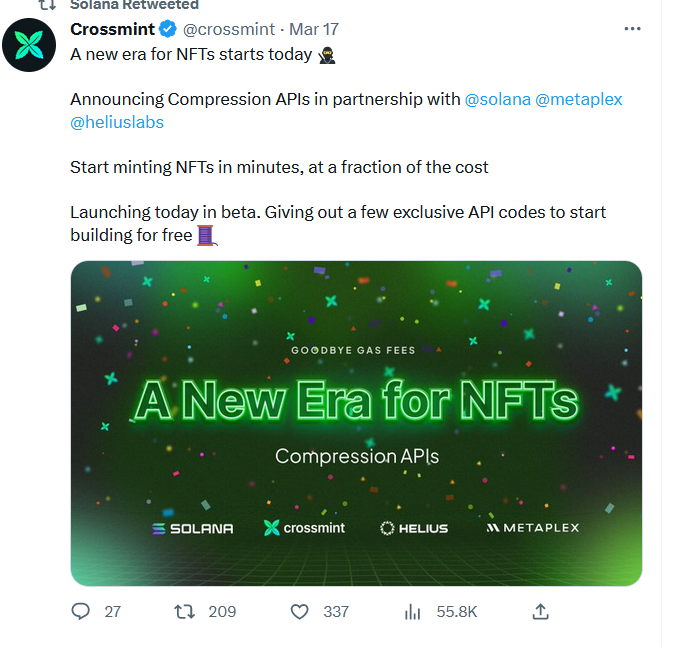 Solana Retweeted
Crossmint @crossmint · Mar 17
A new era for NFTs starts today
Announcing Compression APIs in partnership with @solana @metaplex
@heliuslabs
Start minting NFTs in minutes, at a fraction of the cost
Launching today in beta. Giving out a few exclusive API codes to start
building for free
GOODBYE GAS FEES
A New Era for NFTs
Compression APIs
SOLANA crossmint HELIUS METAPLEX
27 209 337 55.8K